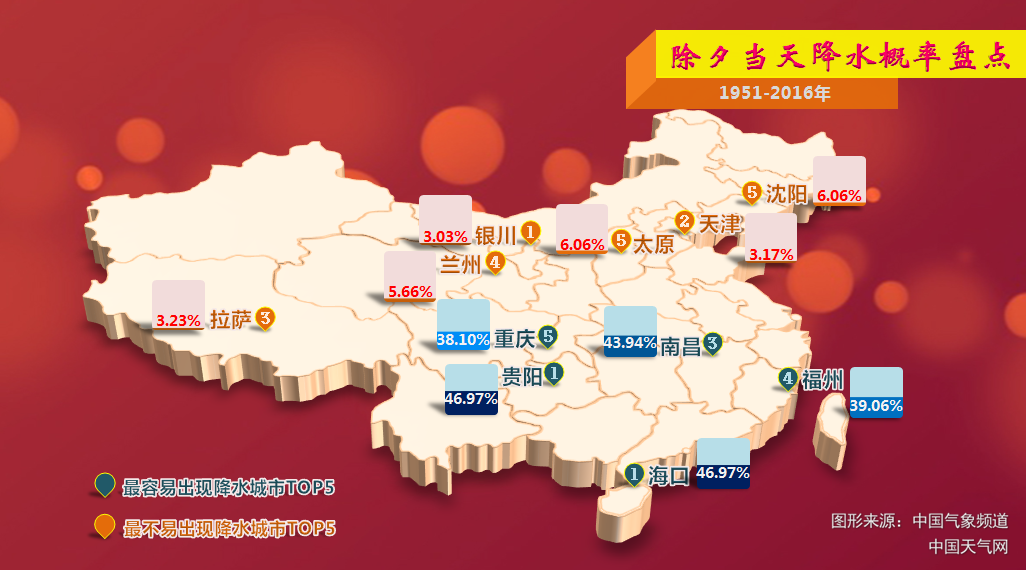 除夕当天降水概率盘点
1951-2016年
6.06%
5 沈阳
2 天津
3.17%
3.03%
银川 1
6.06%
5 太原
兰州 4
5.66%
3.23%
拉萨 3
38.10%
重庆 5
43.94%
南昌 3
贵阳 1
46.97%
4 福州
39.06%
1 海口
46.97%
最容易出现降水城市TOP5
最不易出现降水城市TOP5
图形来源：中国气象频道
中国天气网